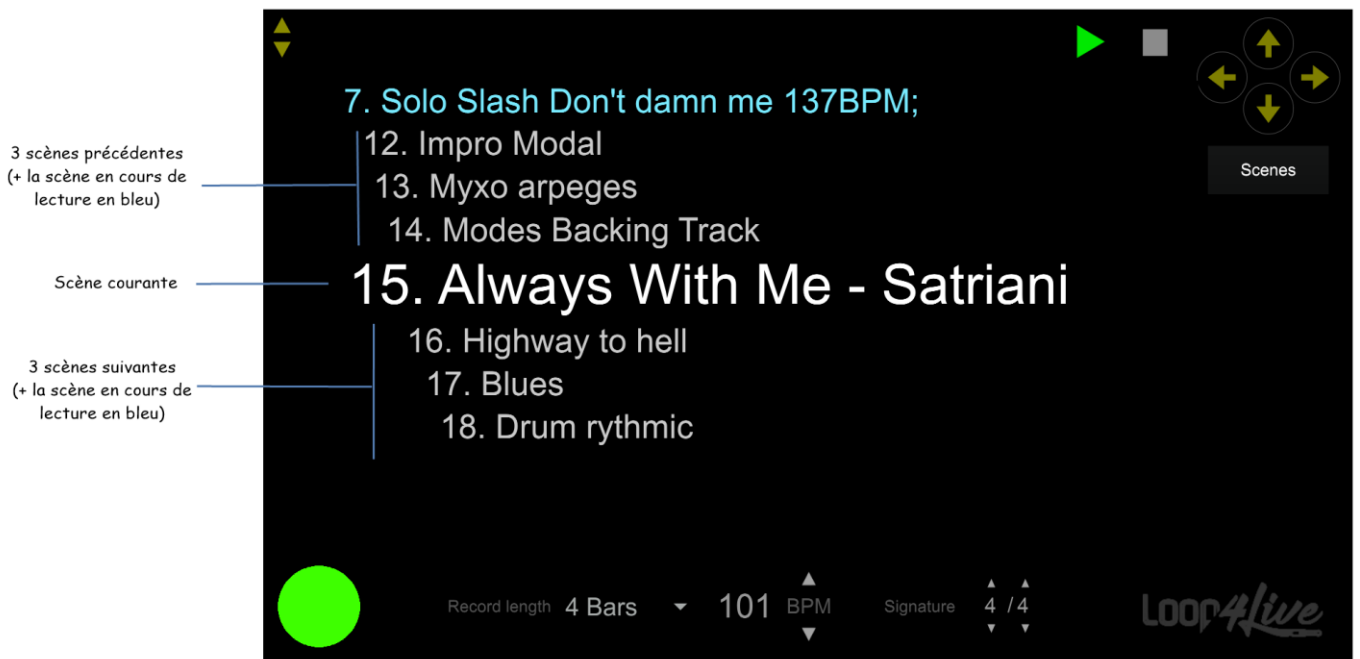 7. Solo Slash Don't damn me 137BPM;
3 scènes précédentes
(+ la scène en cours de
lecture en bleu)
12. Impro Modal
13. Myxo arpeges
14. Modes Backing Track
Scenes
Scène courante
15. Always With Me - Satriani
3 scènes suivantes
(+ la scène en cours de
lecture en bleu)
16. Highway to hell
17. Blues
18. Drum rythmic
Record length 4 Bars 101 BPM Signature 4 / 4
Loop4Live